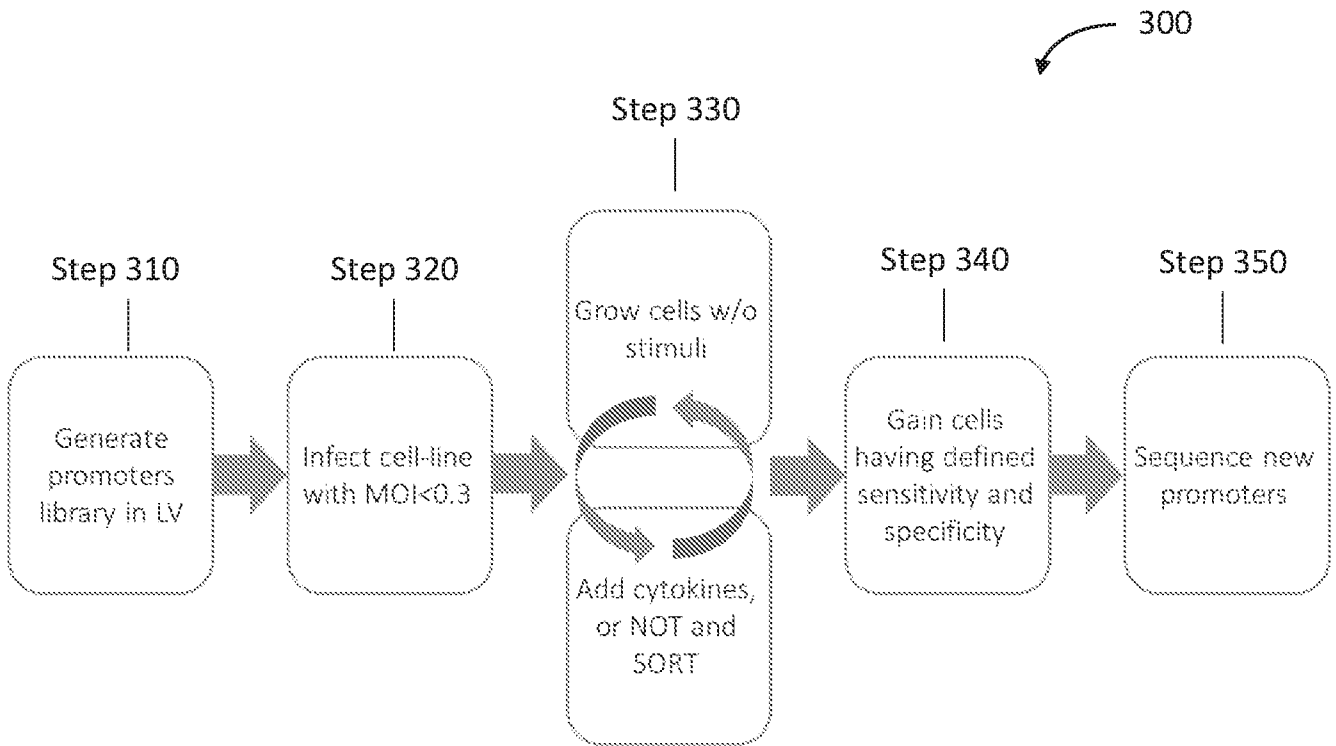 300
Step 310
Generate
promoters
library in LV
Step 320
Infect cell-line
with MOI<0.3
Step 330
Grow cells w/o
stimuli
Add cytokines,
or NOT and
SORT
Step 340
Gain cells
having defined
sensitivity and
specificity
Step 350
Sequence new
promoters